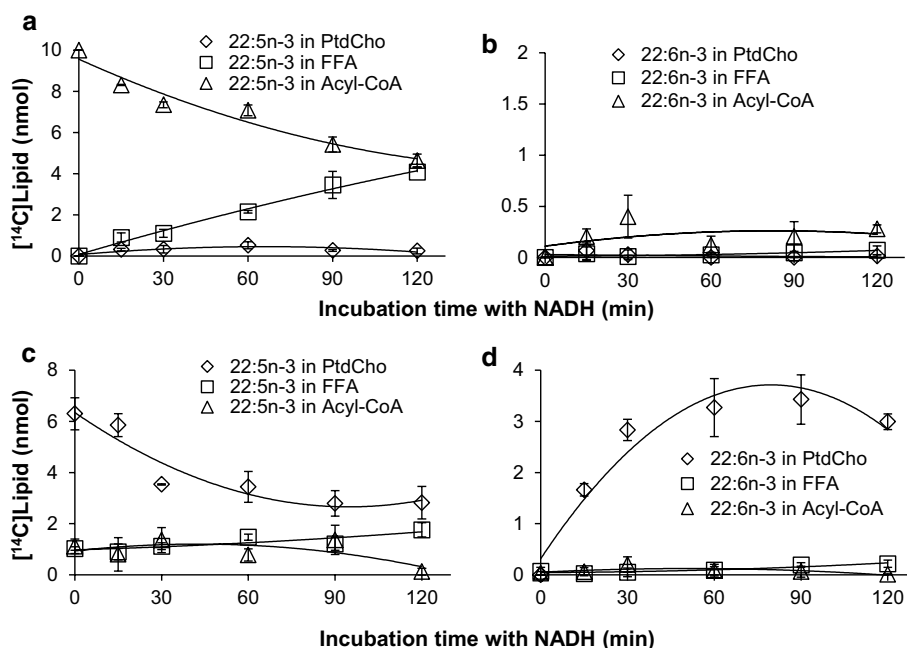 a
[¹⁴C]Lipid (nmol)
12
10
8
6
4
2
0
0 30 60 90 120
22:5n-3 in PtdCho
22:5n-3 in FFA
22:5n-3 in Acyl-CoA
b
2
1.5
1
0.5
0
0 30 60 90 120
22:6n-3 in PtdCho
22:6n-3 in FFA
22:6n-3 in Acyl-CoA
Incubation time with NADH (min)
c
[¹⁴C]Lipid (nmol)
8
6
4
2
0
0 30 60 90 120
22:5n-3 in PtdCho
22:5n-3 in FFA
22:5n-3 in Acyl-CoA
d
4
3
2
1
0
0 30 60 90 120
22:6n-3 in PtdCho
22:6n-3 in FFA
22:6n-3 in Acyl-CoA
Incubation time with NADH (min)